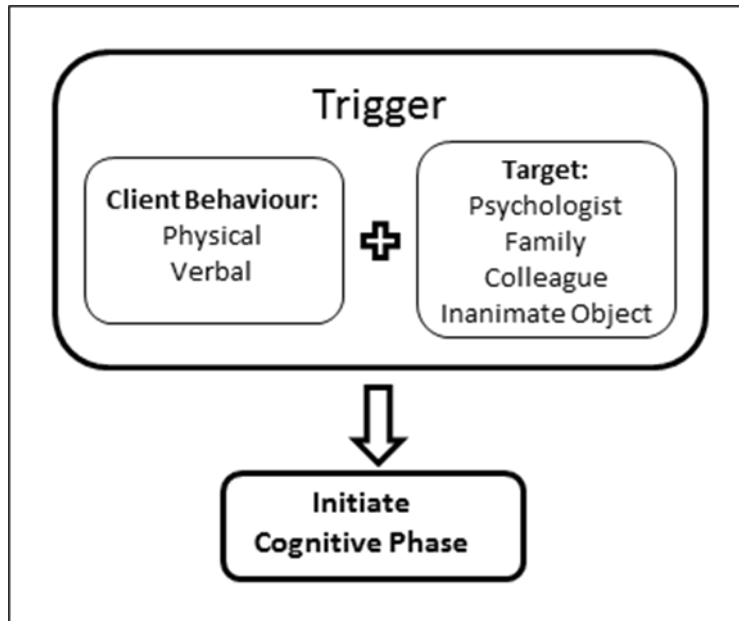 Trigger
Client Behaviour:
Physical
Verbal
Target:
Psychologist
Family
Colleague
Inanimate Object
Initiate
Cognitive Phase